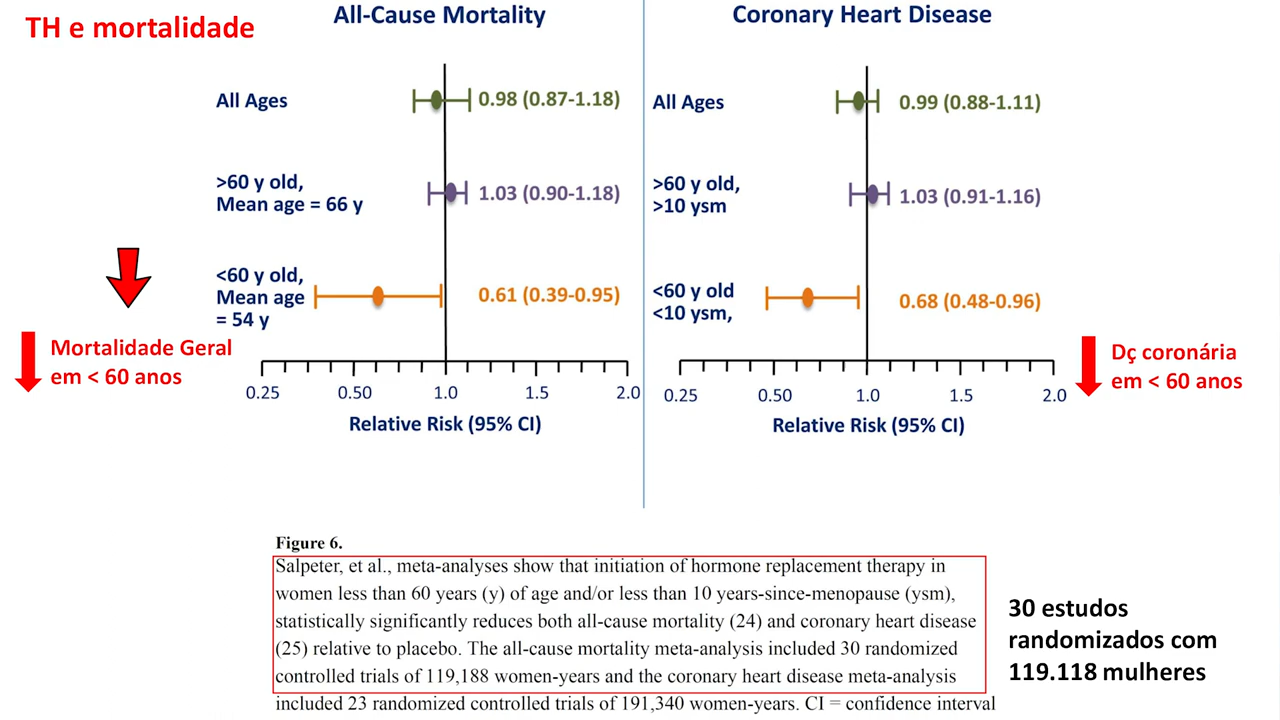 TH e mortalidade
All-Cause Mortality
All Ages
0.98 (0.87-1.18)
>60 y old,
Mean age = 66 y
1.03 (0.90-1.18)
<60 y old,
Mean age
= 54 y
0.61 (0.39-0.95)
Mortalidade Geral
em < 60 anos
0.25 0.50 1.0 1.5 2.0
Relative Risk (95% CI)
Coronary Heart Disease
All Ages
0.99 (0.88-1.11)
>60 y old,
>10 ysm
1.03 (0.91-1.16)
<60 y old
<10 ysm,
0.68 (0.48-0.96)
0.25 0.50 1.0 1.5 2.0
Relative Risk (95% CI)
Dç coronária
em < 60 anos
Figure 6.
Salpeter, et al., meta-analyses show that initiation of hormone replacement therapy in
women less than 60 years (y) of age and/or less than 10 years-since-menopause (ysm),
statistically significantly reduces both all-cause mortality (24) and coronary heart disease
(25) relative to placebo. The all-cause mortality meta-analysis included 30 randomized
controlled trials of 119,188 women-years and the coronary heart disease meta-analysis
included 23 randomized controlled trials of 191,340 women-years. CI = confidence interval
30 estudos
randomizados com
119.118 mulheres